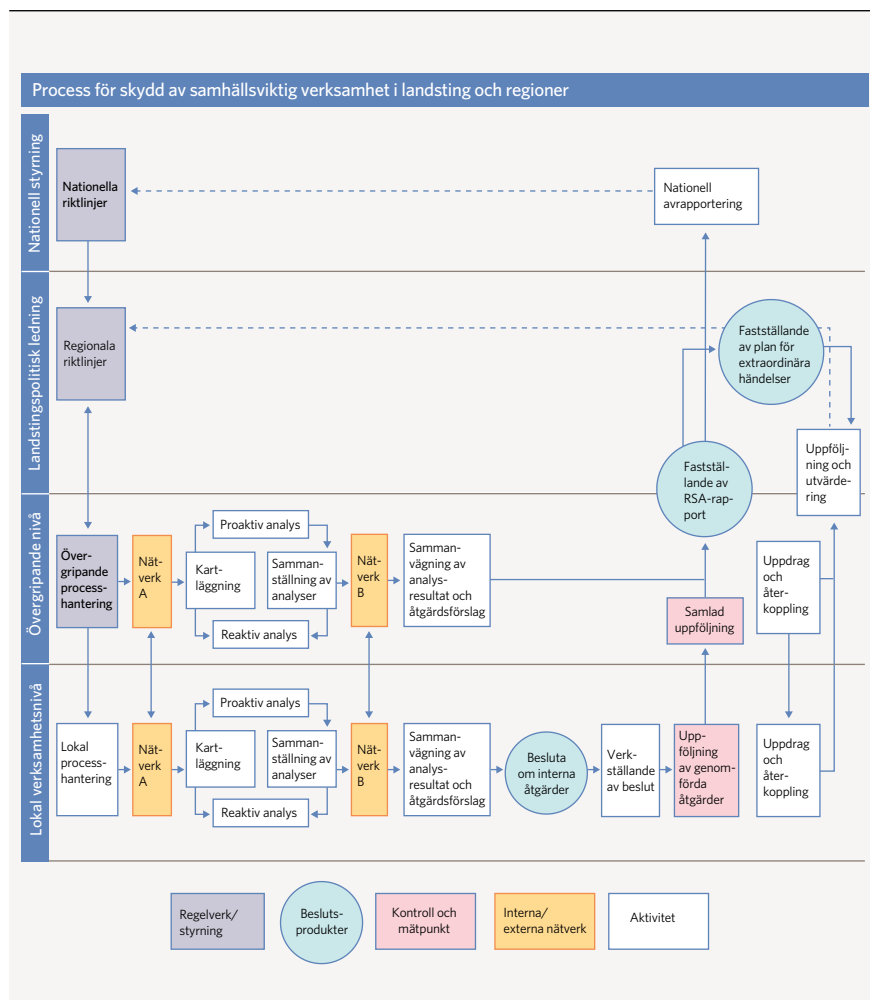 Process för skydd av samhällsviktig verksamhet i landsting och regioner
Nationell styrning
Nationella
riktlinjer
Nationell
avrapportering
Landstingspolitisk ledning
Regionala
riktlinjer
Fastställande
av plan för
extraordinära
händelser
Faststäl-
lande av
RSA-rap-
port
Uppfölj-
ning och
utvärde-
ring
Övergripande nivå
Över-
gripande
process-
hantering
Nät-
verk
A
Kart-
läggning
Proaktiv analys
Reaktiv analys
Samman-
ställning av
analyser
Nät-
verk
B
Samman-
vägning av
analys-
resultat och
åtgärdsförslag
Samlad
uppföljning
Uppdrag
och
åter-
koppling
Lokal verksamhetsnivå
Lokal
process-
hantering
Nät-
verk
A
Kart-
läggning
Proaktiv analys
Reaktiv analys
Samman-
ställning av
analyser
Nät-
verk
B
Samman-
vägning av
analys-
resultat och
åtgärdsförslag
Besluta
om interna
åtgärder
Verk-
ställande
av beslut
Upp-
följning
av genom-
förda
åtgärder
Uppdrag
och
åter-
koppling
Regelverk/
styrning
Besluts-
produkter
Kontroll och
mätpunkt
Interna/
externa nätverk
Aktivitet